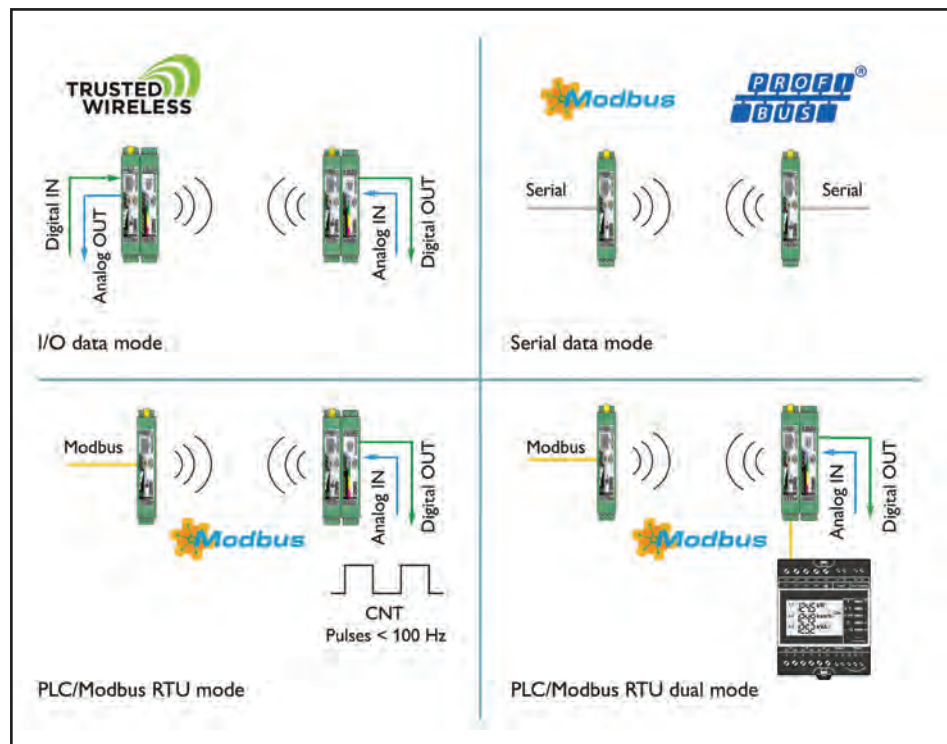 TRUSTED
WIRELESS
Digital IN
Analog OUT
Analog IN
Digital OUT
I/O data mode
Modbus
PROFI®
BUS
Serial
Serial
Serial data mode
Modbus
Modbus
Analog IN
Digital OUT
CNT
Pulses < 100 Hz
PLC/Modbus RTU mode
Modbus
Modbus
Analog IN
Digital OUT
PLC/Modbus RTU dual mode